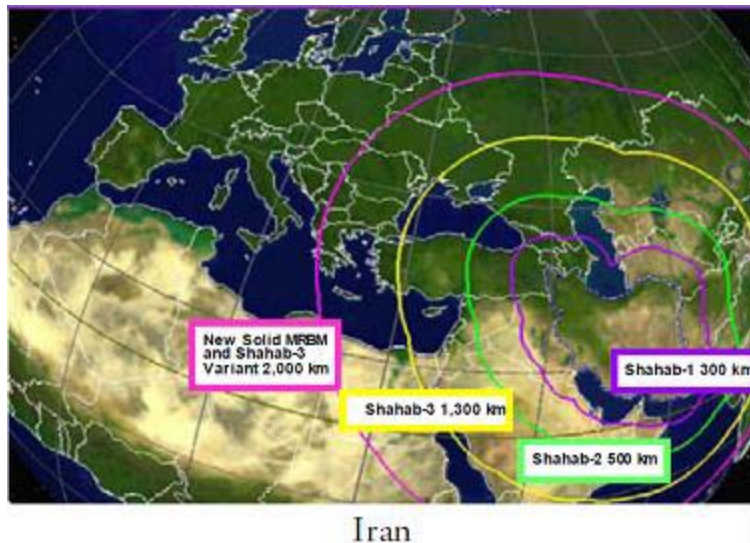 New Solid MRBM
and Shahab-3
Variant 2,000 km
Shahab-1 300 km
Shahab-3 1,300 km
Shahab-2 500 km
Iran